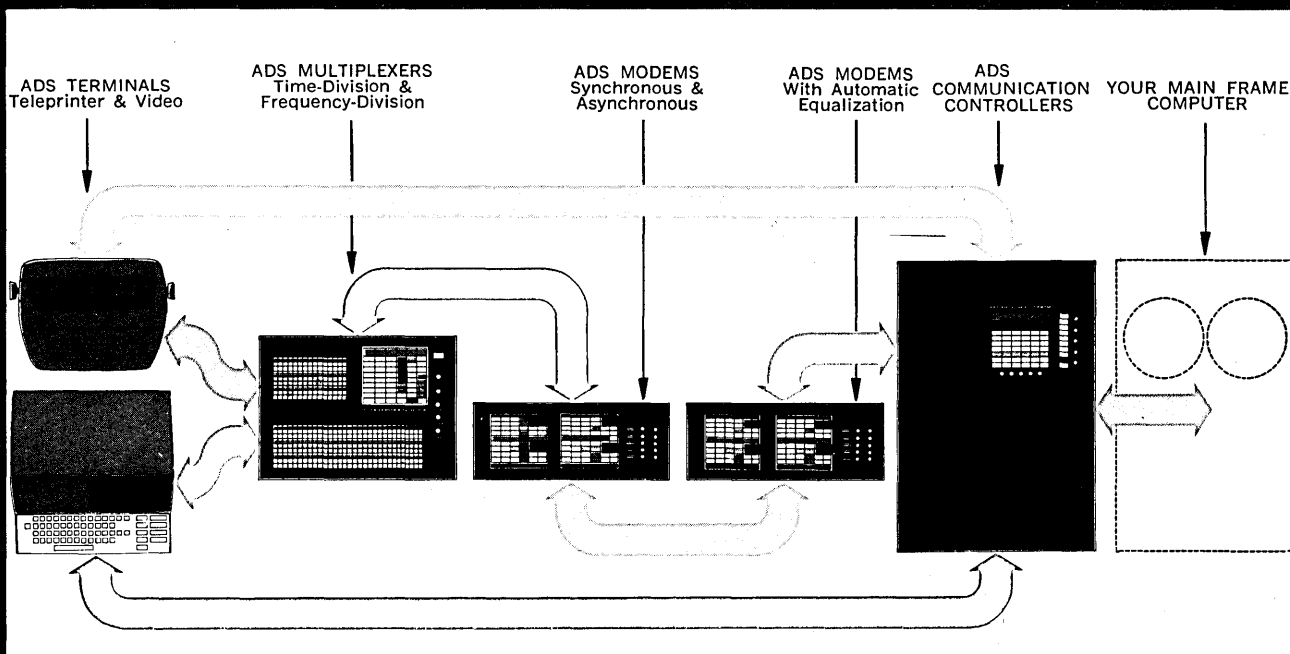 ADS TERMINALS
Teleprinter & Video
ADS MULTIPLEXERS
Time-Division &
Frequency-Division
ADS MODEMS
Synchronous &
Asynchronous
ADS MODEMS
With Automatic
Equalization
ADS
COMMUNICATION
CONTROLLERS
YOUR MAIN FRAME
COMPUTER